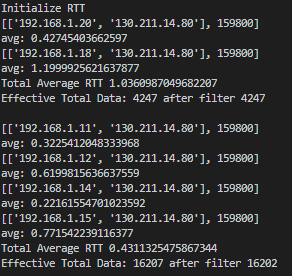 Initialize RTT
[['192.168.1.20', '130.211.14.80'], 159800]
avg: 0.42745403662597
[['192.168.1.18', '130.211.14.80'], 159800]
avg: 1.1999925621637877
Total Average RTT 1.0360987049682207
Effective Total Data: 4247 after filter 4247
[['192.168.1.11', '130.211.14.80'], 159800]
avg: 0.3225412048333968
[['192.168.1.12', '130.211.14.80'], 159800]
avg: 0.6199815636637559
[['192.168.1.14', '130.211.14.80'], 159800]
avg: 0.22161554701023592
[['192.168.1.15', '130.211.14.80'], 159800]
avg: 0.771542239116377
Total Average RTT 0.4311325475867344
Effective Total Data: 16207 after filter 16202